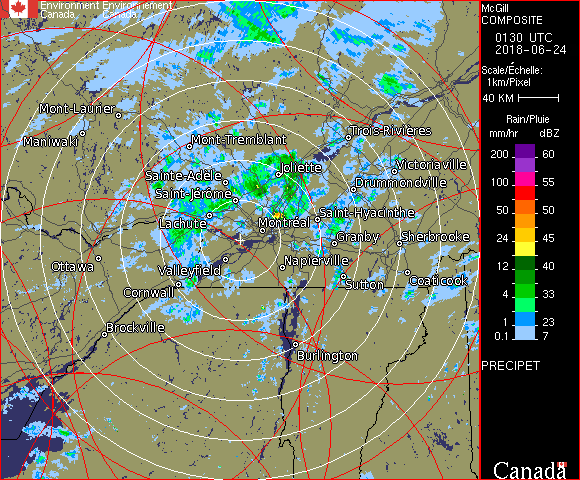 Environment Environnement
Canada Canada
Mont-Laurier
Maniwaki
Mont-Tremblant
Trois-Rivières
Sainte-Adèle
Joliette
Victoriaville
Saint-Jérôme
Drummondville
Lachute
Montréal
Saint-Hyacinthe
Granby
Sherbrooke
Ottawa
Valleyfield
Napierville
Cornwall
Sutton
Coaticook
Brockville
Burlington
McGill
COMPOSITE
0130 UTC
2018-06-24
Scale/Échelle:
1km/Pixel
40 KM
Rain/Pluie
mm/hr dBZ
200 60
100 55
50 50
24 45
12 40
4 33
1 23
0.1 7
PRECIPET
Canada